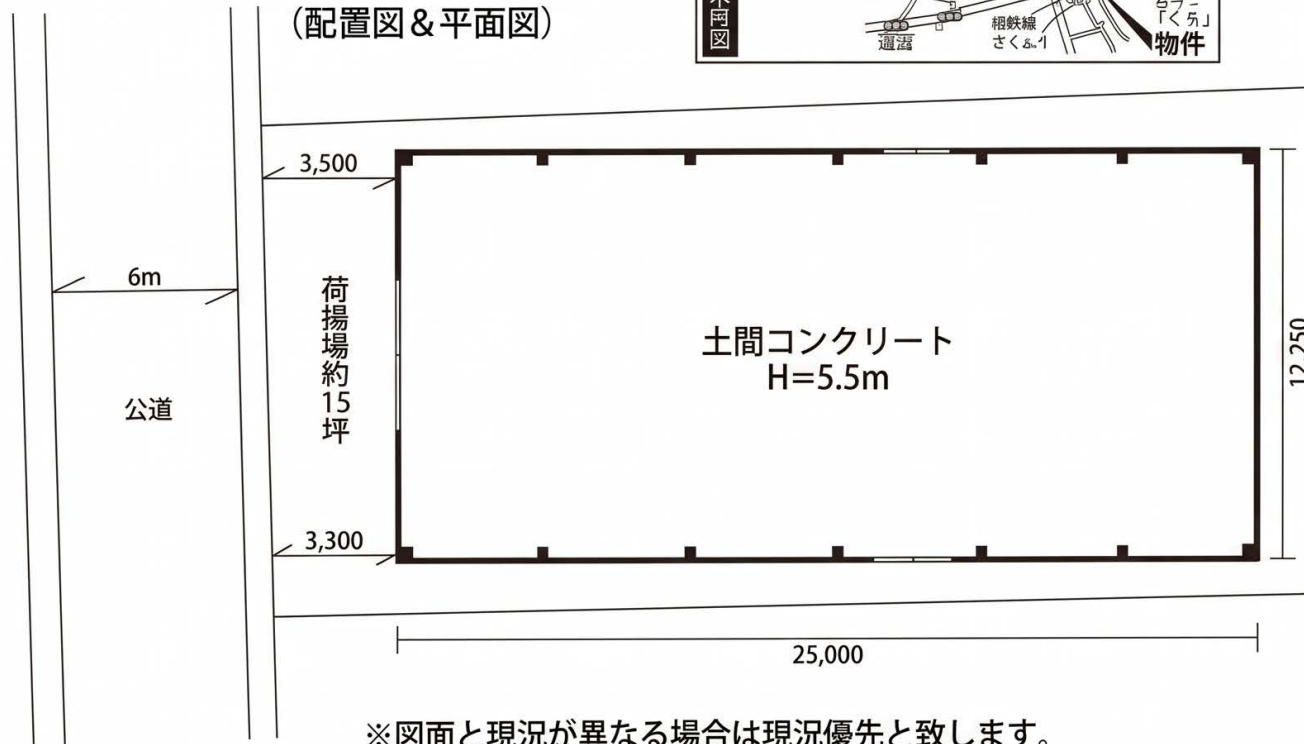 （配置図＆平面図）
図
相鉄線
物件
3,500
6m
荷揚場約15坪
公道
土間コンクリート
H=5.5m
12,250
3,300
25,000
※図面と現況が異なる場合は現況優先と致します。